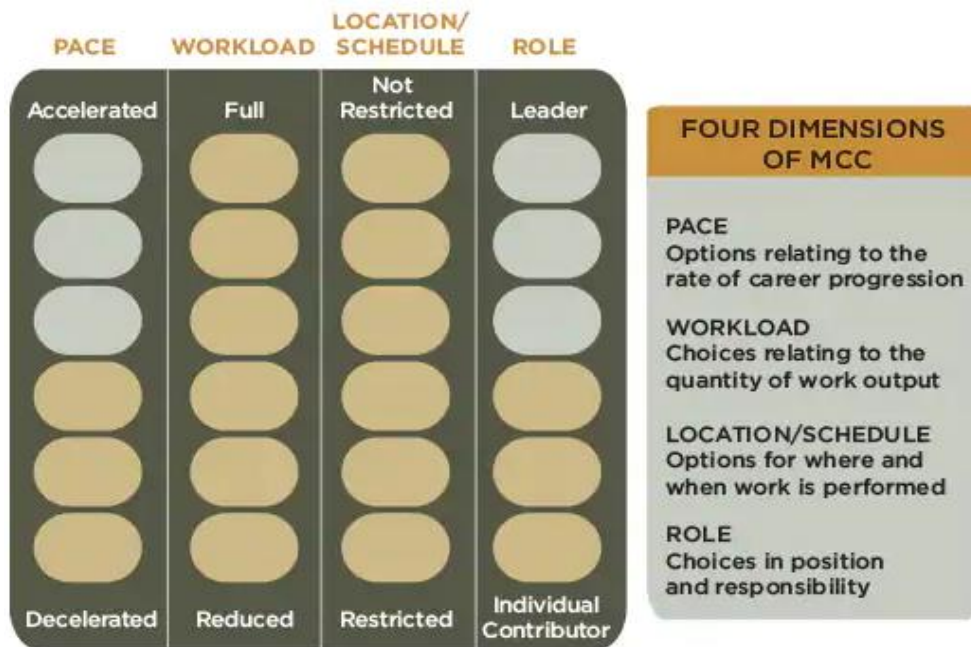 PACE
WORKLOAD
LOCATION/
SCHEDULE
ROLE
Accelerated
Full
Not
Restricted
Leader
Decelerated
Reduced
Restricted
Individual
Contributor
FOUR DIMENSIONS
OF MCC
PACE
Options relating to the
rate of career progression
WORKLOAD
Choices relating to the
quantity of work output
LOCATION/SCHEDULE
Options for where and
when work is performed
ROLE
Choices in position
and responsibility